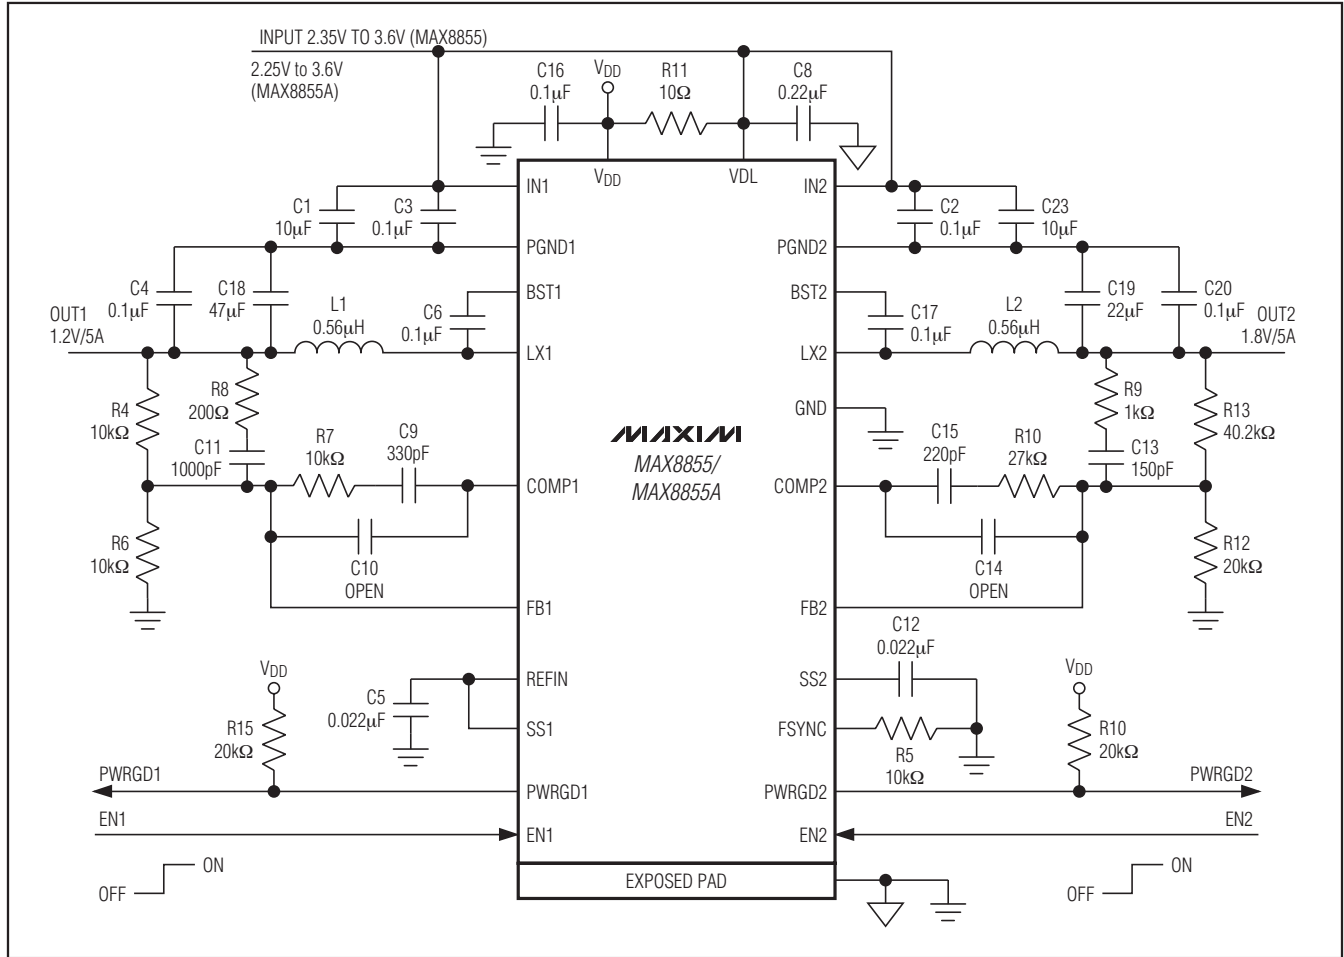 INPUT 2.35V TO 3.6V (MAX8855)
2.25V to 3.6V
(MAX8855A)
C16
0.1µF
VDD
R11
10Ω
C8
0.22µF
VDD
VDL
IN1
IN2
C1
10µF
C3
0.1µF
C2
0.1µF
C23
10µF
PGND1
PGND2
C4
0.1µF
C18
47µF
L1
0.56µH
C6
0.1µF
BST1
BST2
C17
0.1µF
L2
0.56µH
C19
22µF
C20
0.1µF
OUT1
1.2V/5A
OUT2
1.8V/5A
LX1
LX2
R4
10kΩ
R8
200Ω
C11
1000pF
R7
10kΩ
C9
330pF
GND
MAXIM
MAX8855/
MAX8855A
C15
220pF
R10
27kΩ
R9
1kΩ
C13
150pF
R13
40.2kΩ
COMP1
COMP2
R6
10kΩ
C10
OPEN
C14
OPEN
R12
20kΩ
FB1
FB2
VDD
R15
20kΩ
C5
0.022µF
REFIN
SS1
C12
0.022µF
SS2
FSYNC
R5
10kΩ
VDD
R10
20kΩ
PWRGD1
PWRGD1
PWRGD2
PWRGD2
EN1
EN1
EN2
EN2
OFF
ON
EXPOSED PAD
OFF
ON